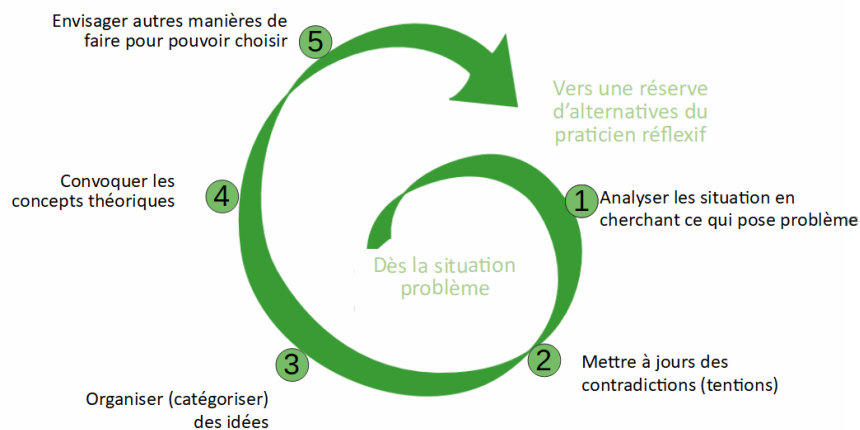 Envisager autres manières de
faire pour pouvoir choisir
5
Vers une réserve
d'alternatives du
praticien réflexif
Convoquer les
concepts théoriques
4
1
Analyser les situation en
cherchant ce qui pose problème
Dès la situation
problème
3
Organiser (catégoriser)
des idées
2
Mettre à jours des
contradictions (tentions)